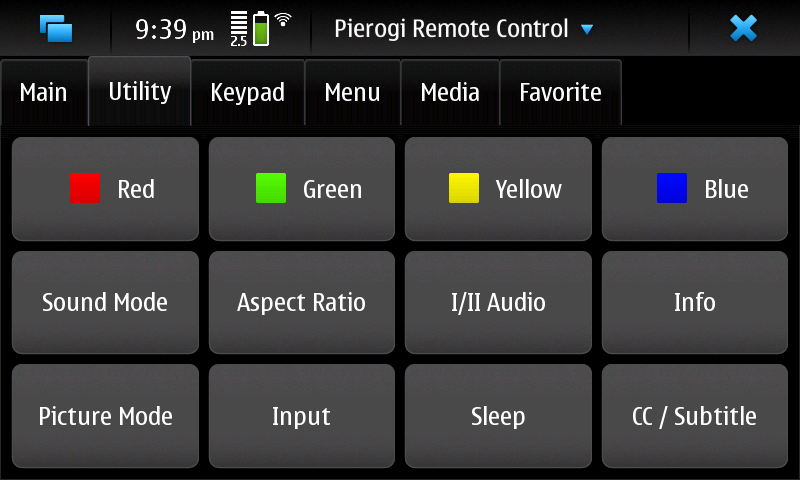 9:39 pm 2.5 Pierogi Remote Control
Main Utility Keypad Menu Media Favorite
Red Green Yellow Blue
Sound Mode Aspect Ratio I/II Audio Info
Picture Mode Input Sleep CC / Subtitle